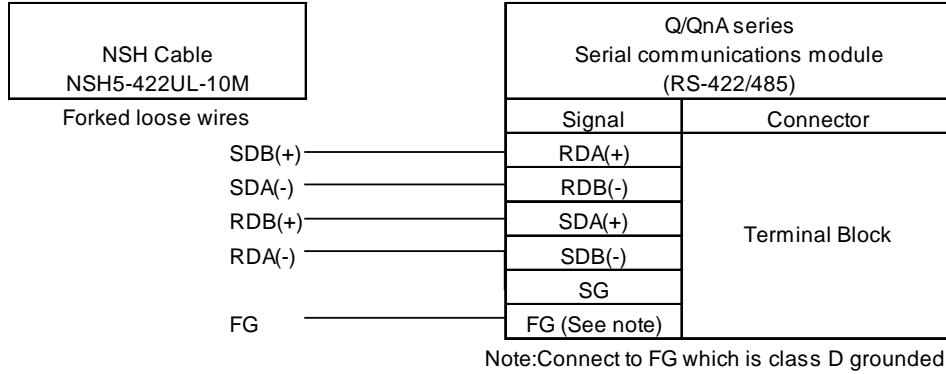 NSH Cable
NSH5-422UL-10M
Forked loose wires
Q/QnA series
Serial communications module
(RS-422/485)
Signal Connector
SDB(+) RDA(+)
SDA(-) RDB(-)
RDB(+) SDA(+)
Terminal Block
RDA(-) SDB(-)
SG
FG FG (See note)
Note:Connect to FG which is class D grounded